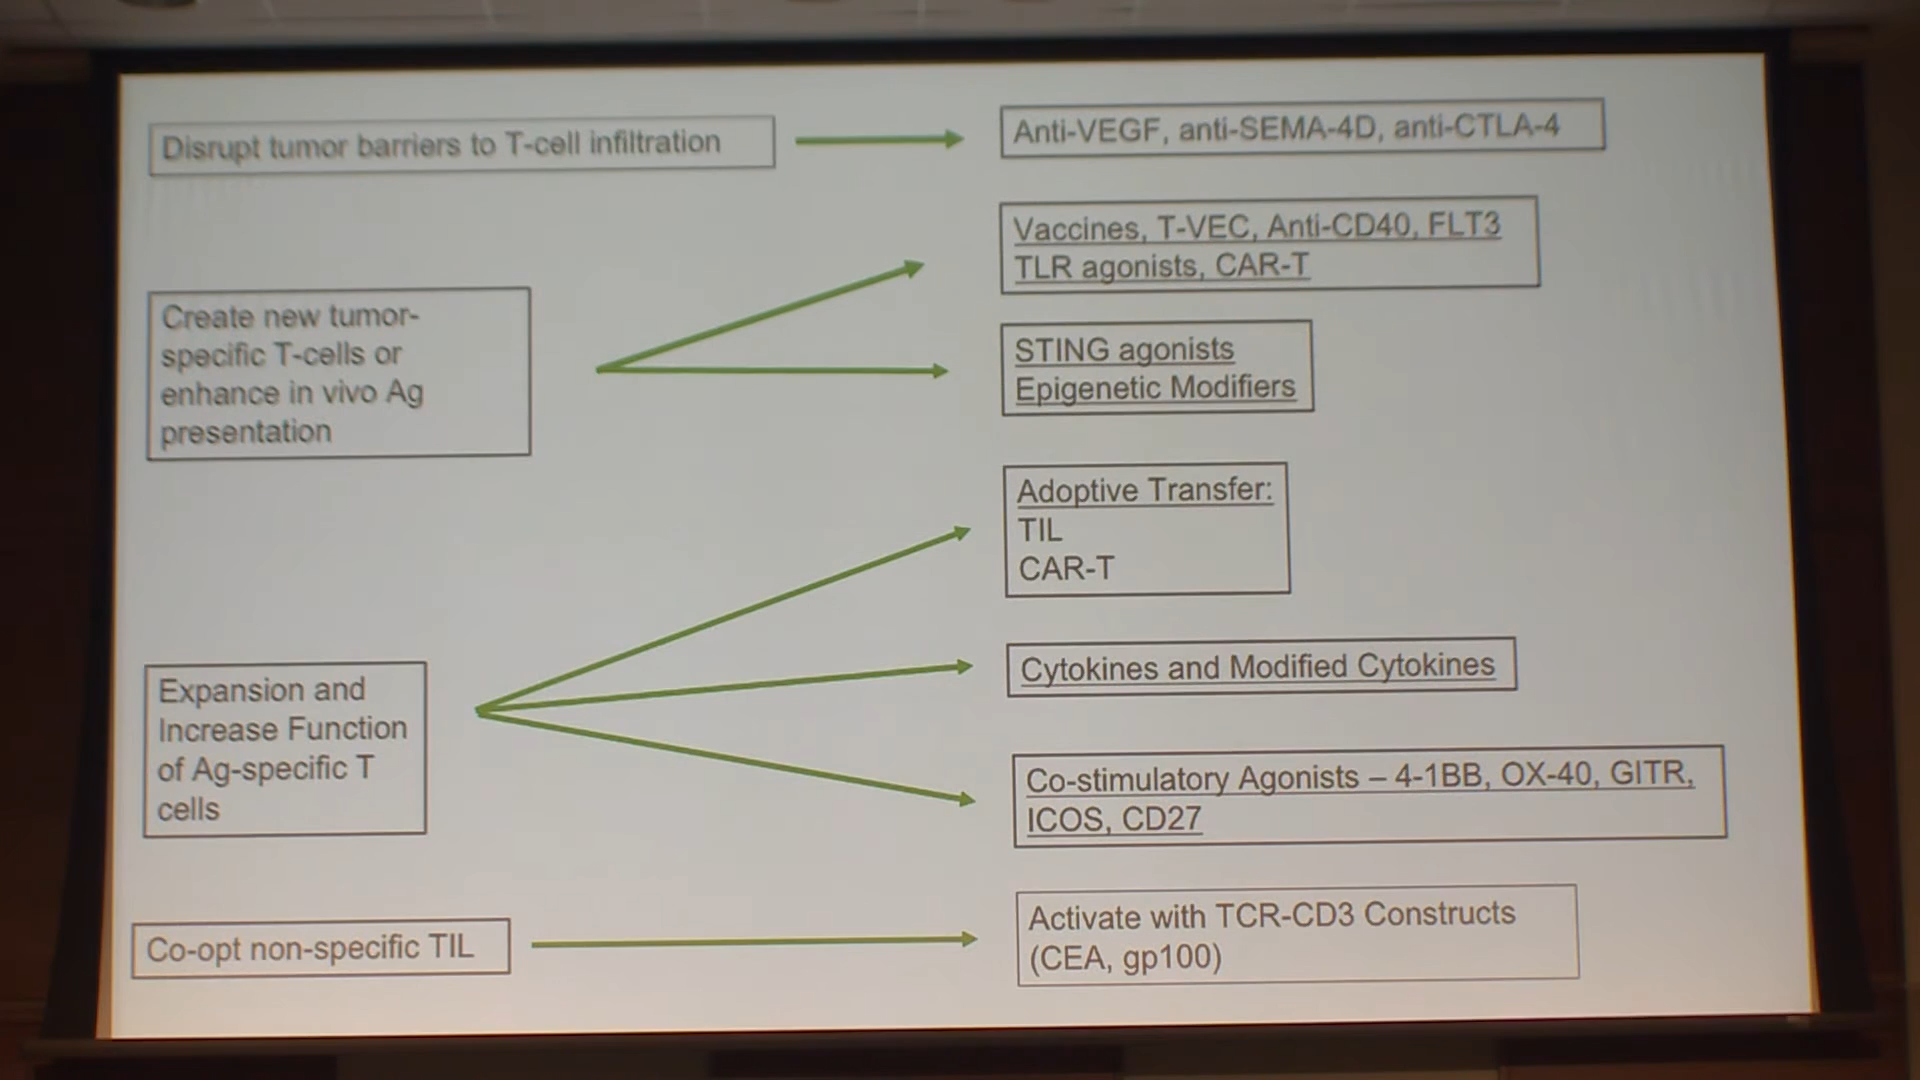 Disrupt tumor barriers to T-cell infiltration
Anti-VEGF, anti-SEMA-4D, anti-CTLA-4
Create new tumor-
specific T-cells or
enhance in vivo Ag
presentation
Vaccines, T-VEC, Anti-CD40, FLT3
TLR agonists, CAR-T
STING agonists
Epigenetic Modifiers
Expansion and
Increase Function
of Ag-specific T
cells
Adoptive Transfer:
TIL
CAR-T
Cytokines and Modified Cytokines
Co-stimulatory Agonists – 4-1BB, OX-40, GITR,
ICOS, CD27
Co-opt non-specific TIL
Activate with TCR-CD3 Constructs
(CEA, gp100)